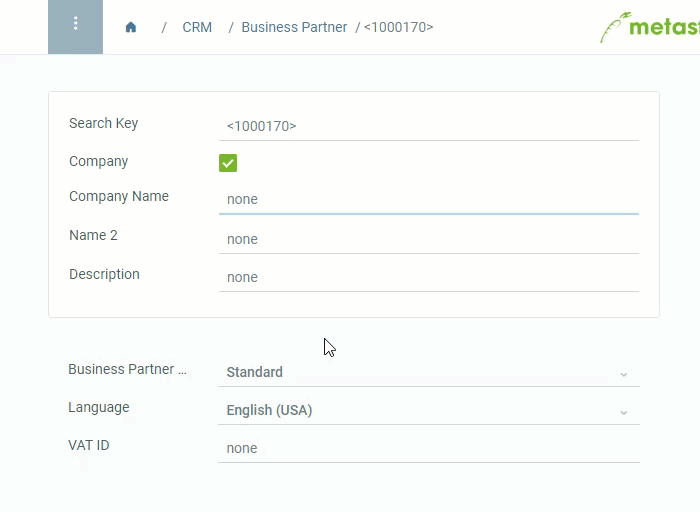 / CRM / Business Partner / <1000170>
metas
Search Key <1000170>
Company
Company Name none
Name 2 none
Description none
Business Partner ... Standard
Language English (USA)
VAT ID none